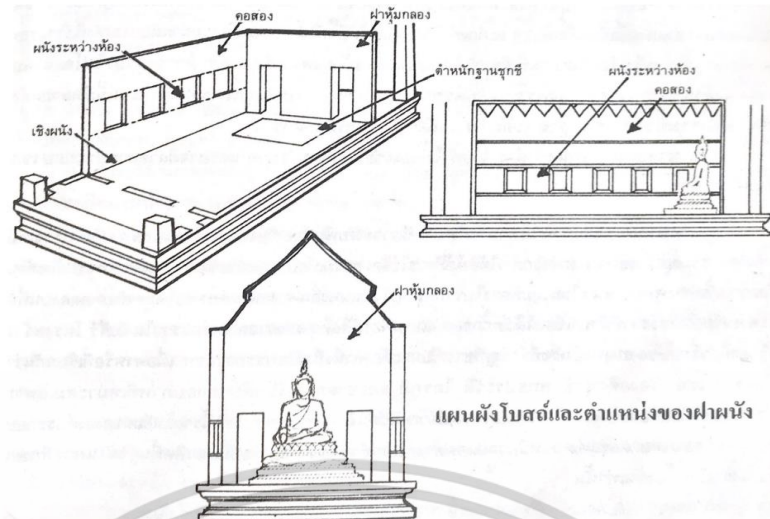 คอสอง
ฝาหุ้มกลอง
ผนังระหว่างห้อง
ตำหนักฐานชุกชี
เชิงผนัง
ผนังระหว่างห้อง
คอสอง
ฝาหุ้มกลอง
แผนผังโบสถ์และตำแหน่งของฝาผนัง